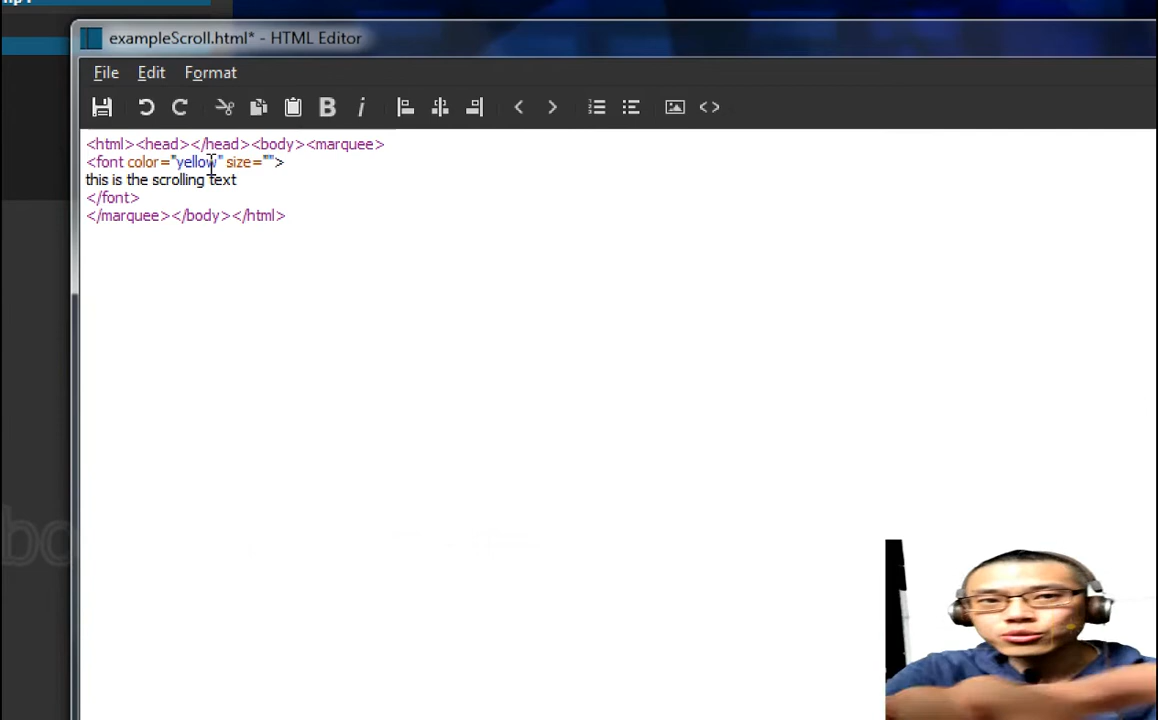 exampleScroll.html* - HTML Editor
File Edit Format
<html><head></head><body><marquee>
<font color="yellow" size="">
this is the scrolling text
</font>
</marquee></body></html>